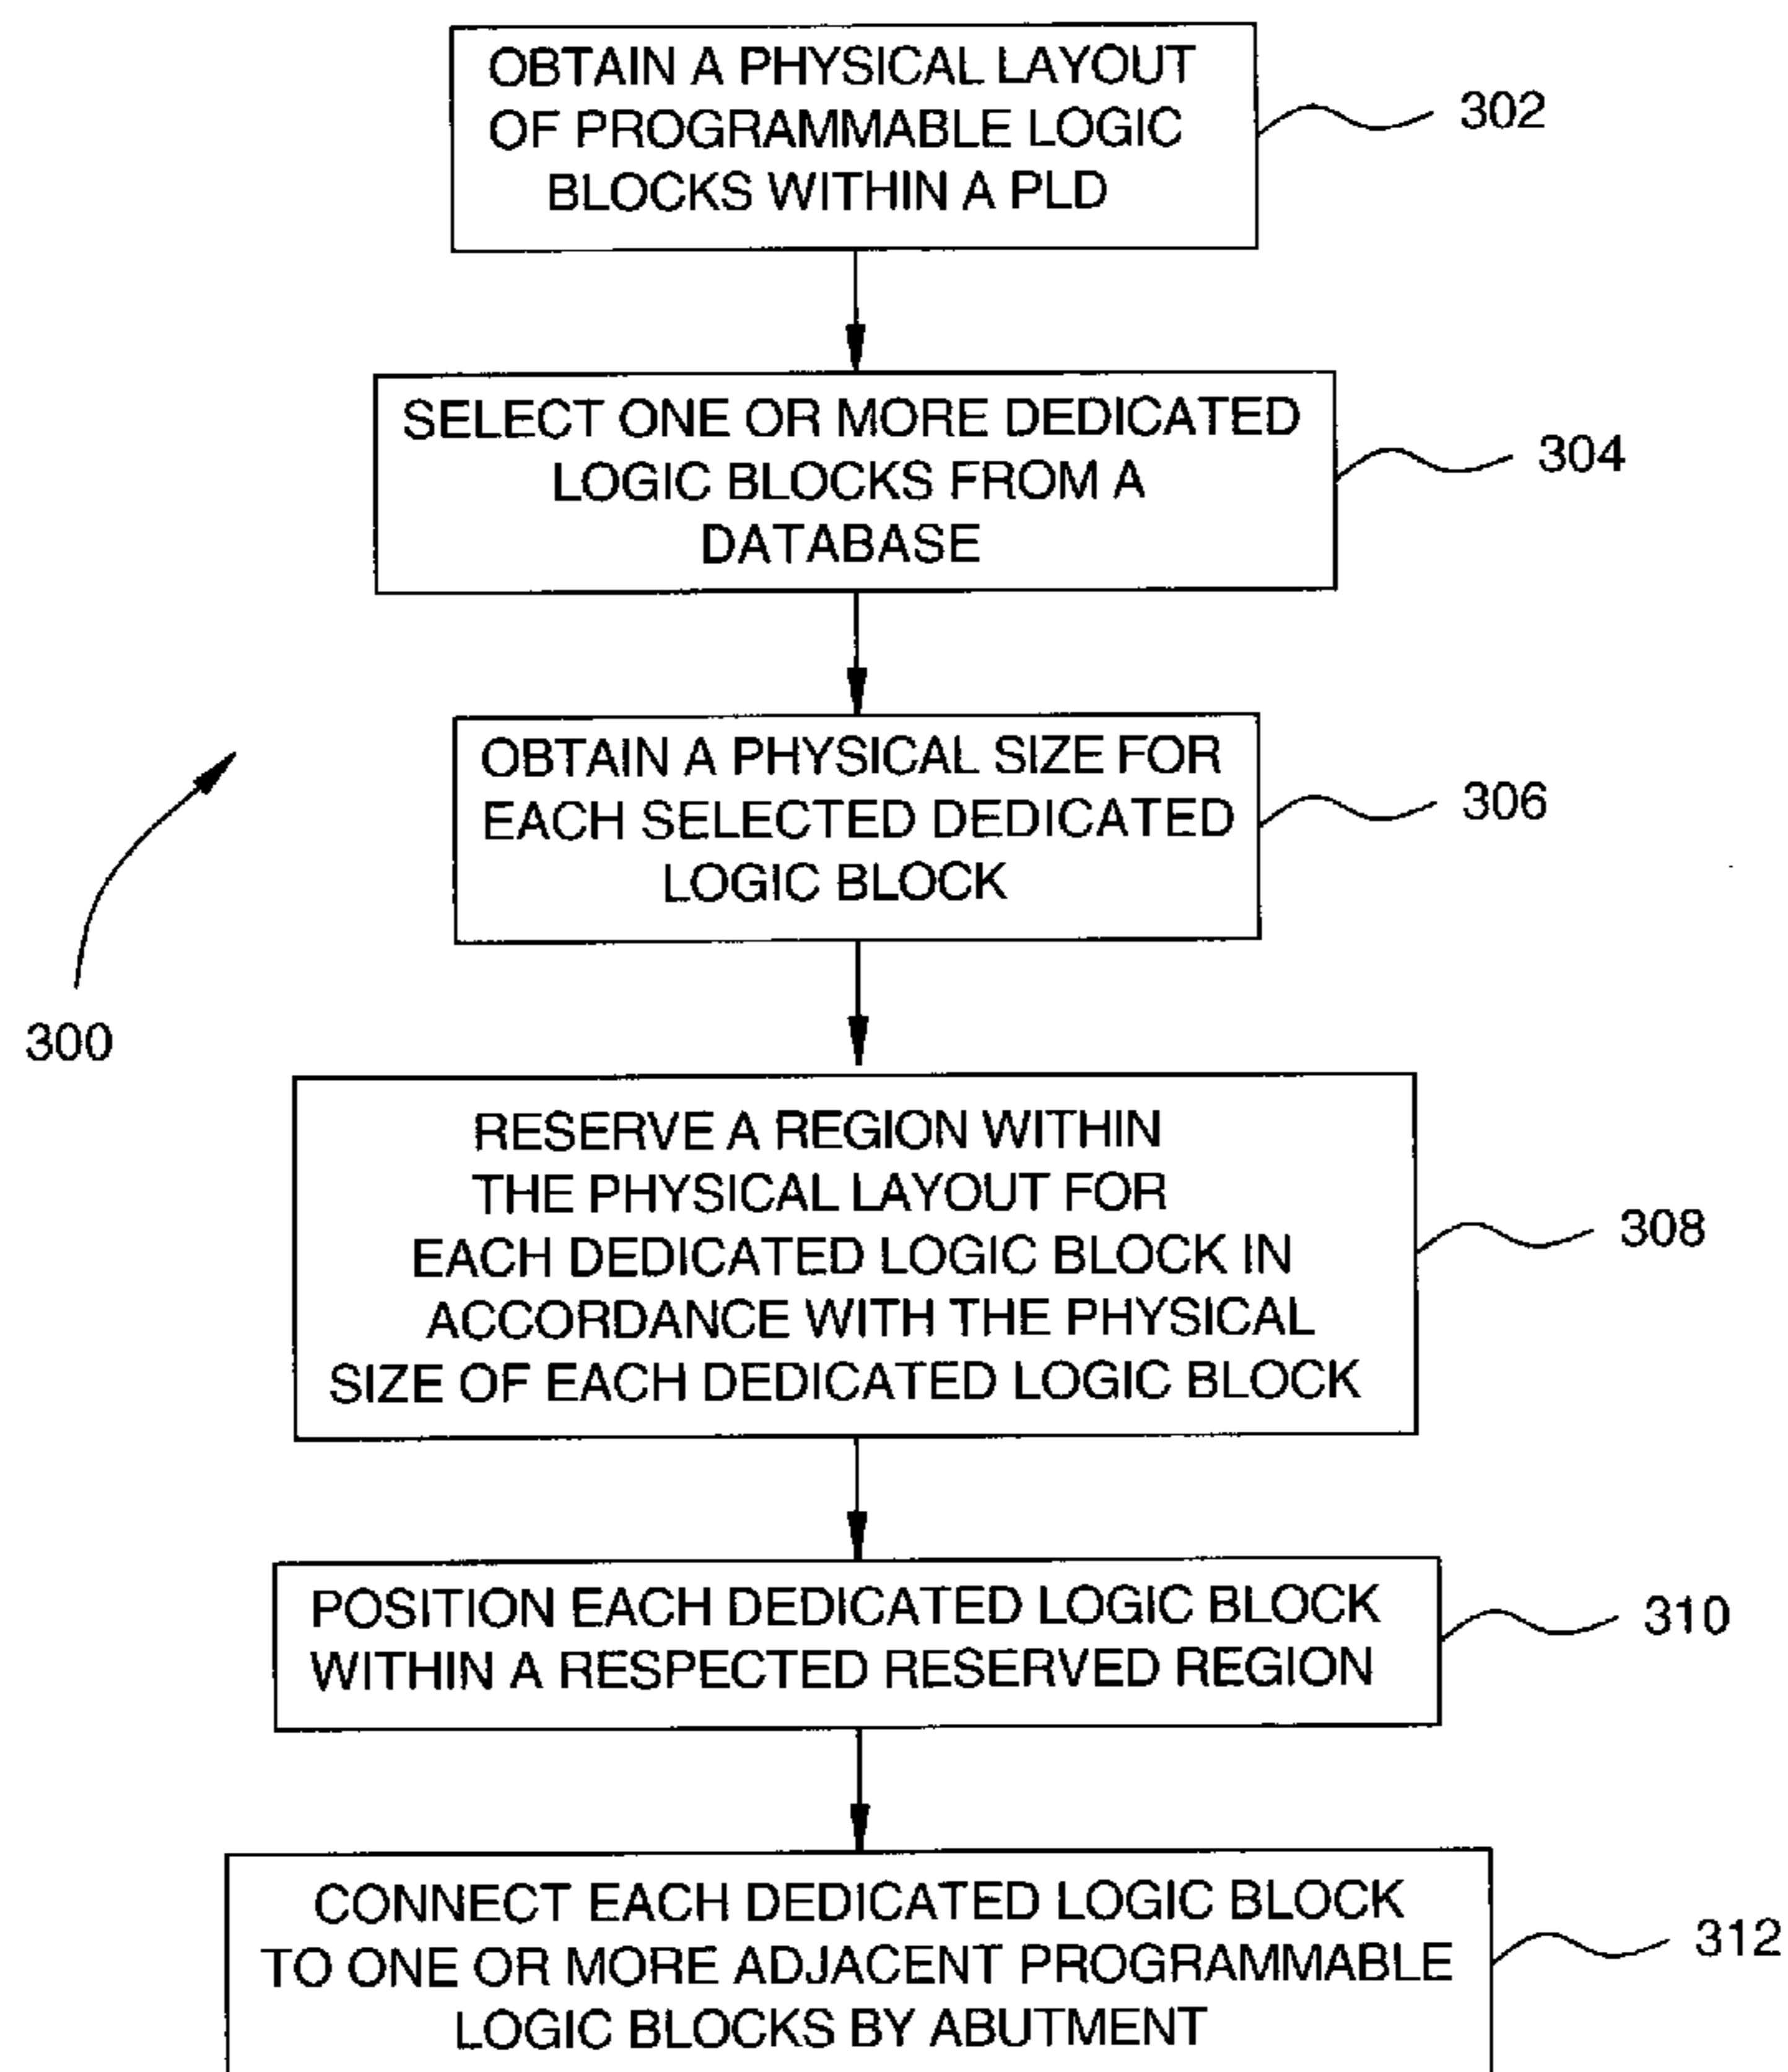 OBTAIN A PHYSICAL LAYOUT
OF PROGRAMMABLE LOGIC
BLOCKS WITHIN A PLD
302
SELECT ONE OR MORE DEDICATED
LOGIC BLOCKS FROM A
DATABASE
304
OBTAIN A PHYSICAL SIZE FOR
EACH SELECTED DEDICATED
LOGIC BLOCK
306
300
RESERVE A REGION WITHIN
THE PHYSICAL LAYOUT FOR
EACH DEDICATED LOGIC BLOCK IN
ACCORDANCE WITH THE PHYSICAL
SIZE OF EACH DEDICATED LOGIC BLOCK
308
POSITION EACH DEDICATED LOGIC BLOCK
WITHIN A RESPECTED RESERVED REGION
310
CONNECT EACH DEDICATED LOGIC BLOCK
TO ONE OR MORE ADJACENT PROGRAMMABLE
LOGIC BLOCKS BY ABUTMENT
312